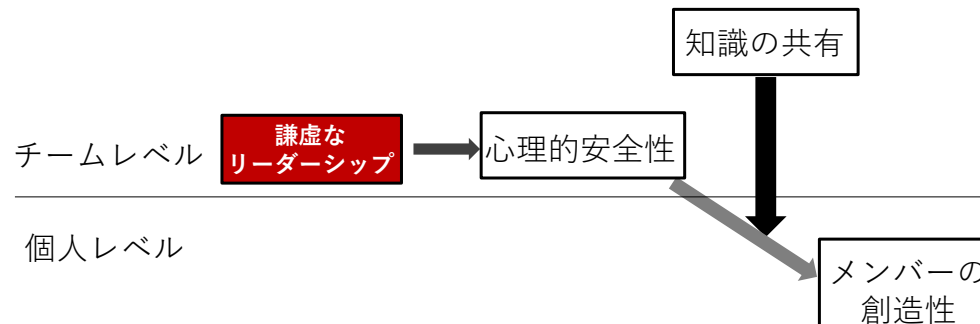 知識の共有
チームレベル
謙虚な
リーダーシップ
心理的安全性
個人レベル
メンバーの
創造性